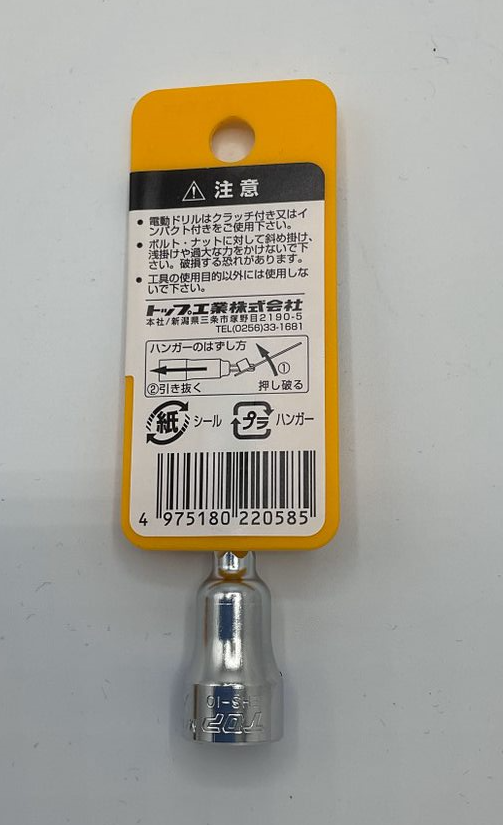 注意
• 電動ドリルはクラッチ付き又はイ
ンパクト付きをご使用下さい。
• ボルト・ナットに対して斜め掛け、
浅掛けや過大な力をかけないで下
さい。破損する恐れがあります。
• 工具の使用目的以外には使用しな
いで下さい。
トップ工業株式会社
本社/新潟県三条市塚野目2190-5
TEL(0256)33-1681
ハンガーのはずし方
①
②引き抜く 押し破る
紙 シール プラ ハンガー
4 975180 220585
TOP